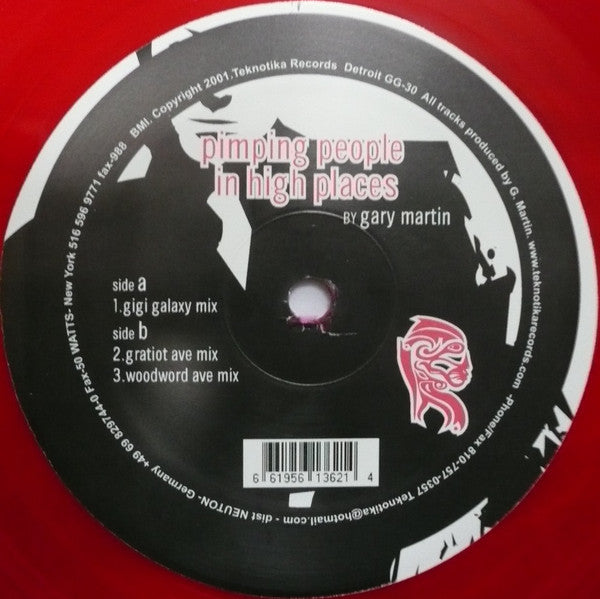 pimping people
in high places
BY gary martin
side a
1.gigi galaxy mix
side b
2.gratiot ave mix
3.woodword ave mix
6 61956 13621 4
BMI. Copyright 2001.Teknotika Records Detroit GG-30 All tracks produced by G. Martin. www.teknotikarecords.com -Phone/Fax 810-757-0357 Teknotika@hotmail.com - dist NEUTON- Germany +49 69 829744-0 Fax-50 WATTS- New York 516 596 9771 fax-988